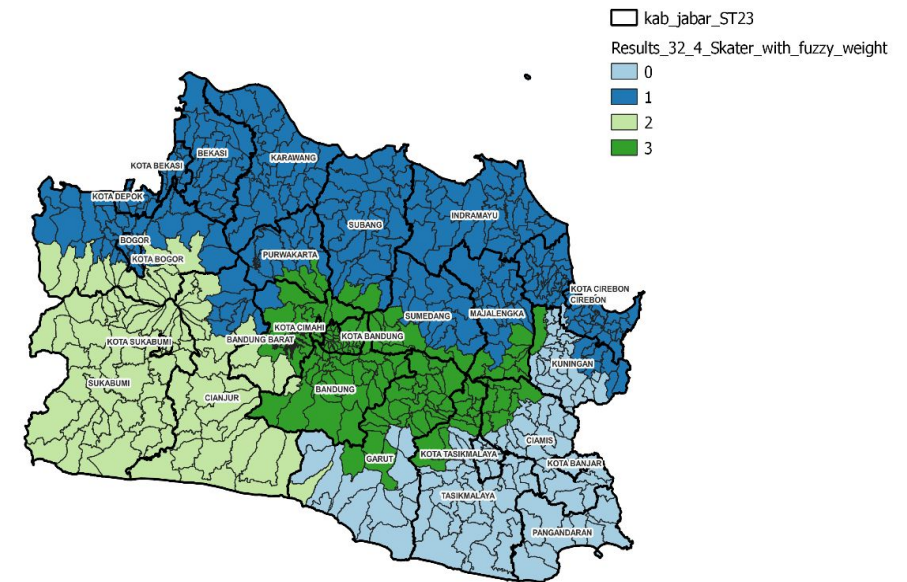 kab_jabar_ST23
Results_32_4_Skater_with_fuzzy_weight
0
1
2
3
BEKASI
KARAWANG
KOTA BEKASI
KOTA DEPOK
INDRAMAYU
SUBANG
BOGOR
KOTA BOGOR
PURWAKARTA
KOTA CIREBON
CIREBON
SUMEDANG
MAJALENGKA
KOTA CIMAHI
KOTA BANDUNG
BANDUNG BARAT
KOTA SUKABUMI
KUNINGAN
SUKABUMI
BANDUNG
CIANJUR
CIAMIS
KOTA TASIKMALAYA
GARUT
KOTA BANJAR
TASIKMALAYA
PANGANDARAN